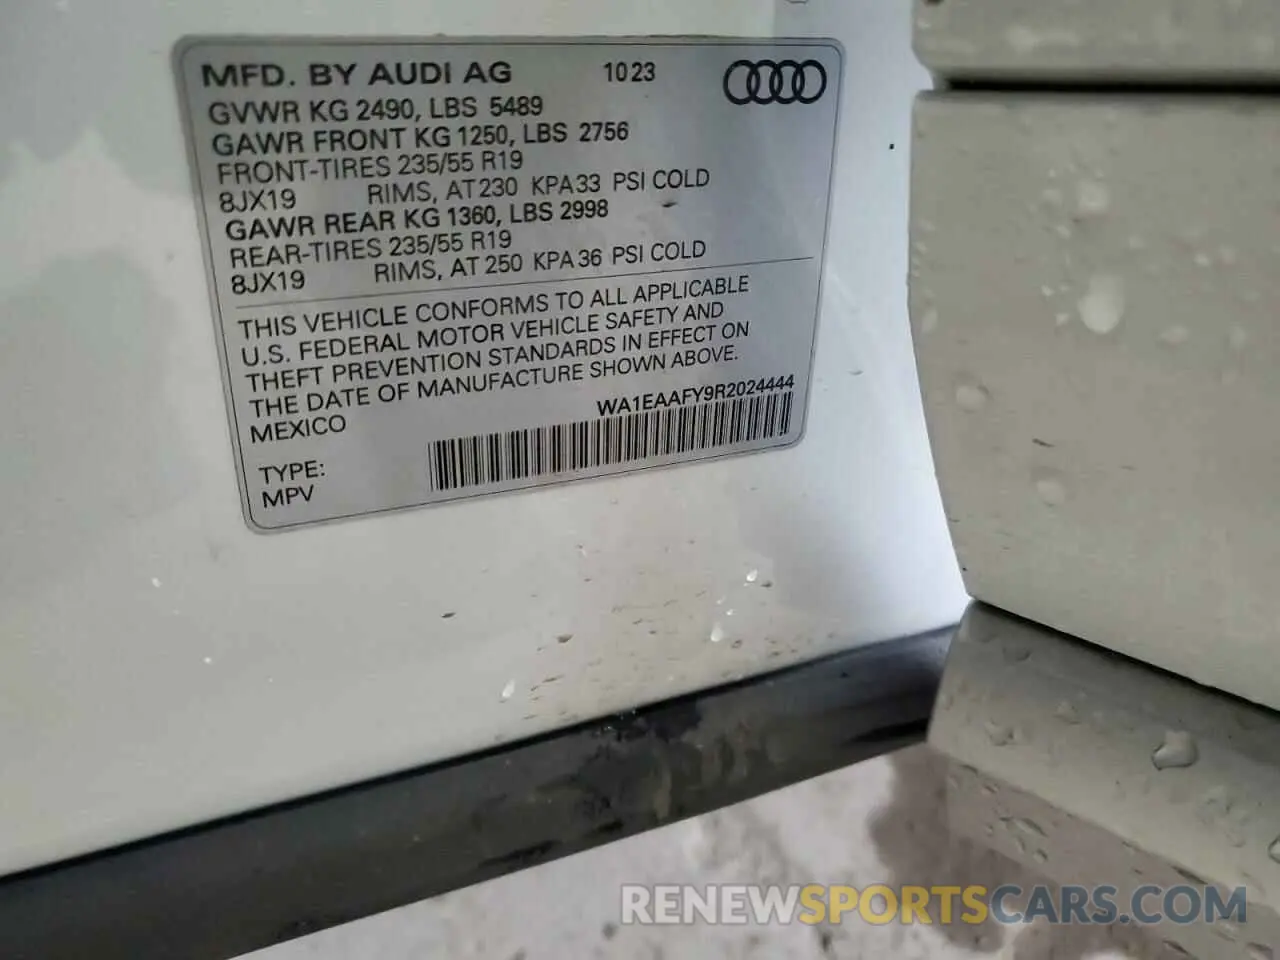 MFD. BY AUDI AG 1023
GVWR KG 2490, LBS 5489
GAWR FRONT KG 1250, LBS 2756
FRONT-TIRES 235/55 R19
8JX19 RIMS, AT 230 KPA 33 PSI COLD
GAWR REAR KG 1360, LBS 2998
REAR-TIRES 235/55 R19
8JX19 RIMS, AT 250 KPA 36 PSI COLD
THIS VEHICLE CONFORMS TO ALL APPLICABLE
U.S. FEDERAL MOTOR VEHICLE SAFETY AND
THEFT PREVENTION STANDARDS IN EFFECT ON
THE DATE OF MANUFACTURE SHOWN ABOVE.
MEXICO WA1EAAFY9R2024444
TYPE:
MPV
RENEWSPORTSCARS.COM